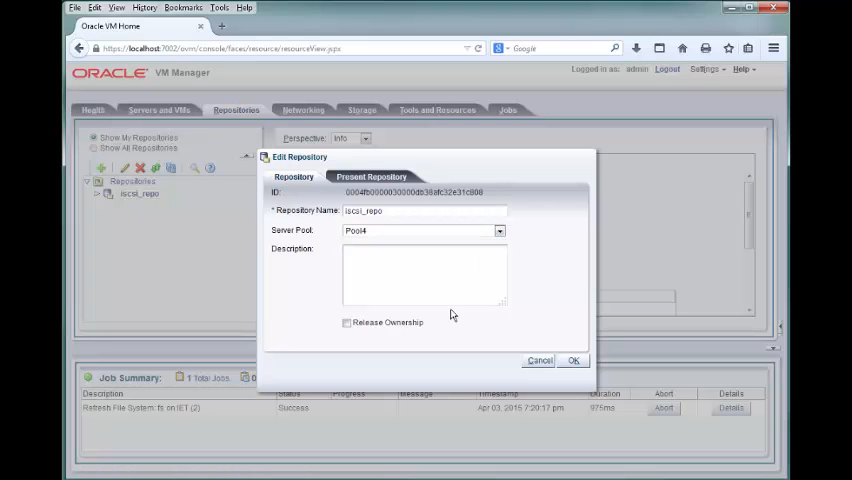 File Edit View History Bookmarks Tools Help
Oracle VM Home
https://localhost:7002/ovm/console/faces/resource/resourceView.jspx
Google
ORACLE VM Manager
Logged in as: admin Logout Settings Help
Health Servers and VMs Repositories Networking Storage Tools and Resources Jobs
Show My Repositories
Show All Repositories
Perspective: Info
Repositories
iscsi_repo
Edit Repository
Repository Present Repository
ID: 0004fb0000030000db38afc32e31c808
* Repository Name: iscsi_repo
Server Pool: Pool4
Description:
Release Ownership
Cancel OK
Job Summary: 1 Total Jobs 0
Description Status Progress Message Timestamp Duration Abort Details
Refresh File System: fs on IET (2) Success Apr 03, 2015 7:20:17 pm 975ms Abort Details